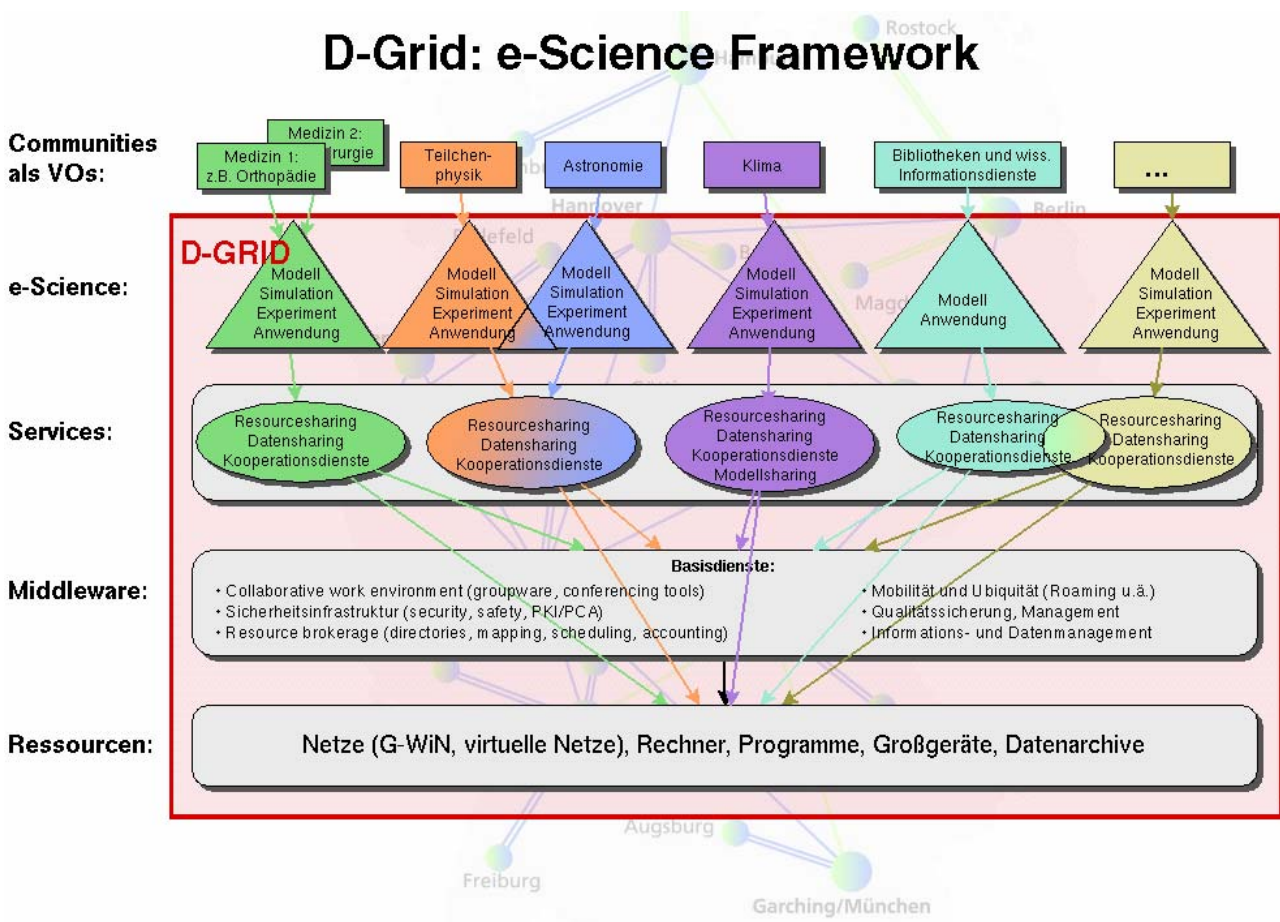 D-Grid: e-Science Framework
Rostock
Communities
als VOs:
Medizin 2:
Medizin 1:
z.B. Orthopädie
Teilchen-
physik
Astronomie
Klima
Bibliotheken und wiss.
Informationsdienste
...
Hannover
Berlin
D-GRID
e-Science:
Modell
Simulation
Experiment
Anwendung
Modell
Simulation
Experiment
Anwendung
Modell
Simulation
Experiment
Anwendung
Modell
Simulation
Experiment
Anwendung
Modell
Anwendung
Modell
Simulation
Experiment
Anwendung
Services:
Resourcesharing
Datensharing
Kooperationsdienste
Resourcesharing
Datensharing
Kooperationsdienste
Resourcesharing
Datensharing
Kooperationsdienste
Modellsharing
Resourcesharing
Datensharing
Kooperationsdienste
Resourcesharing
Datensharing
Kooperationsdienste
Middleware:
Basisdienste:
• Collaborative work environment (groupware, conferencing tools)
• Sicherheitsinfrastruktur (security, safety, PKI/PCA)
• Resource brokerage (directories, mapping, scheduling, accounting)
• Mobilität und Ubiquität (Roaming u.ä.)
• Qualitätssicherung, Management
• Informations- und Datenmanagement
Ressourcen:
Netze (G-WiN, virtuelle Netze), Rechner, Programme, Großgeräte, Datenarchive
Augsburg
Freiburg
Garching/München